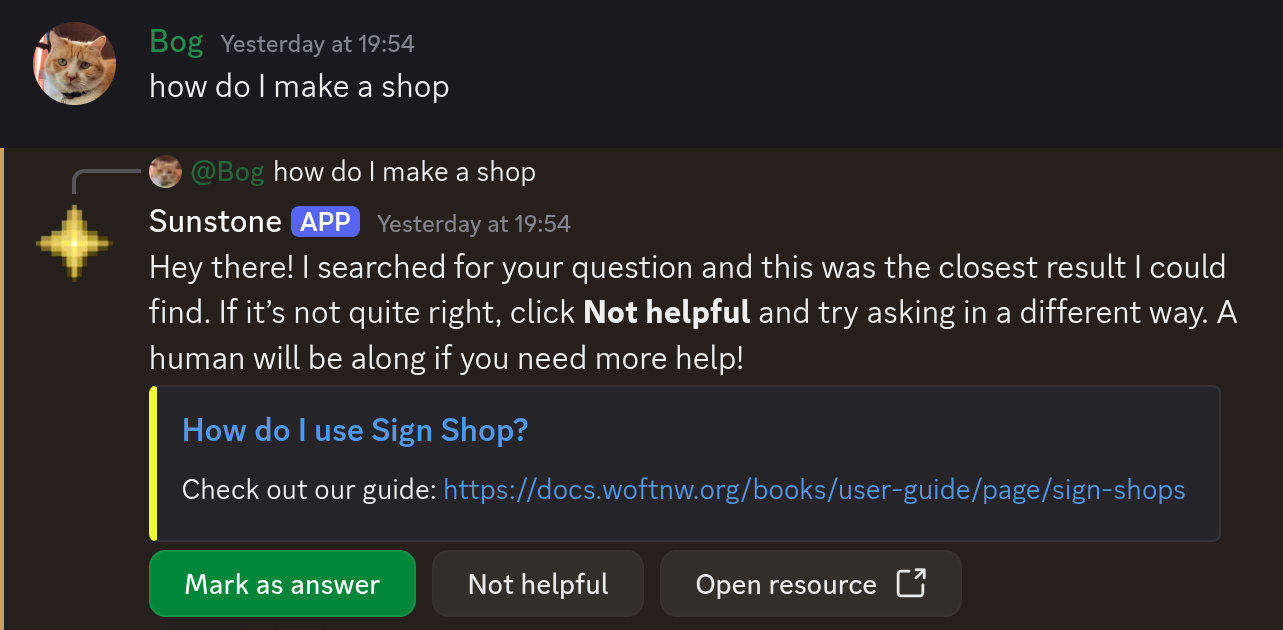 Bog Yesterday at 19:54
how do I make a shop
@Bog how do I make a shop
Sunstone APP Yesterday at 19:54
Hey there! I searched for your question and this was the closest result I could
find. If it’s not quite right, click Not helpful and try asking in a different way. A
human will be along if you need more help!
How do I use Sign Shop?
Check out our guide: https://docs.woftnw.org/books/user-guide/page/sign-shops
Mark as answer Not helpful Open resource